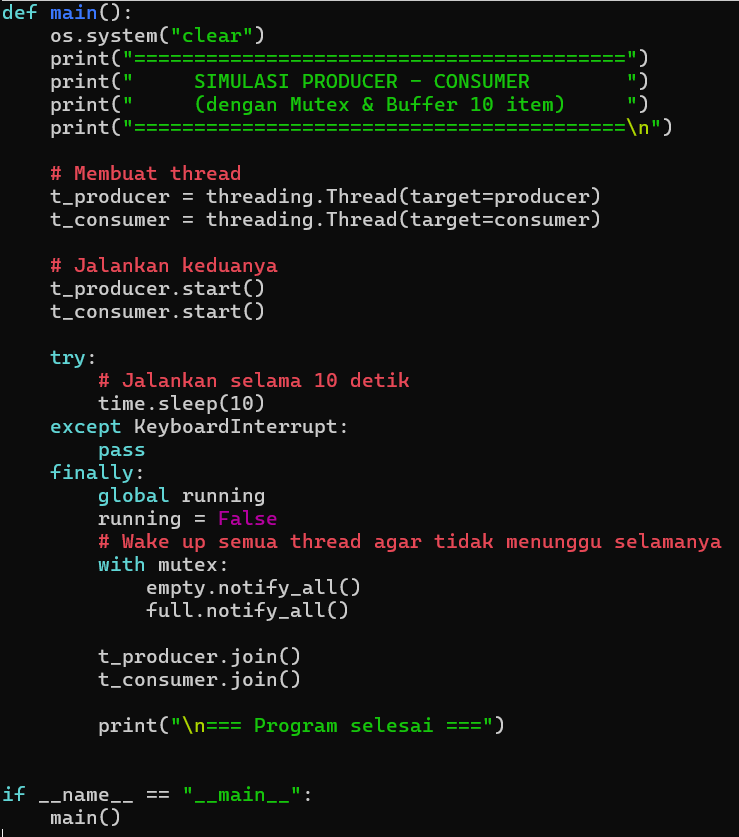 def main():
    os.system("clear")
    print("=========================================")
    print("     SIMULASI PRODUCER - CONSUMER        ")
    print("     (dengan Mutex & Buffer 10 item)     ")
    print("=========================================\n")
    # Membuat thread
    t_producer = threading.Thread(target=producer)
    t_consumer = threading.Thread(target=consumer)
    # Jalankan keduanya
    t_producer.start()
    t_consumer.start()
    try:
        # Jalankan selama 10 detik
        time.sleep(10)
    except KeyboardInterrupt:
        pass
    finally:
        global running
        running = False
        # Wake up semua thread agar tidak menunggu selamanya
        with mutex:
            empty.notify_all()
            full.notify_all()
        t_producer.join()
        t_consumer.join()
        print("\n=== Program selesai ===")
if __name__ == "__main__":
    main()